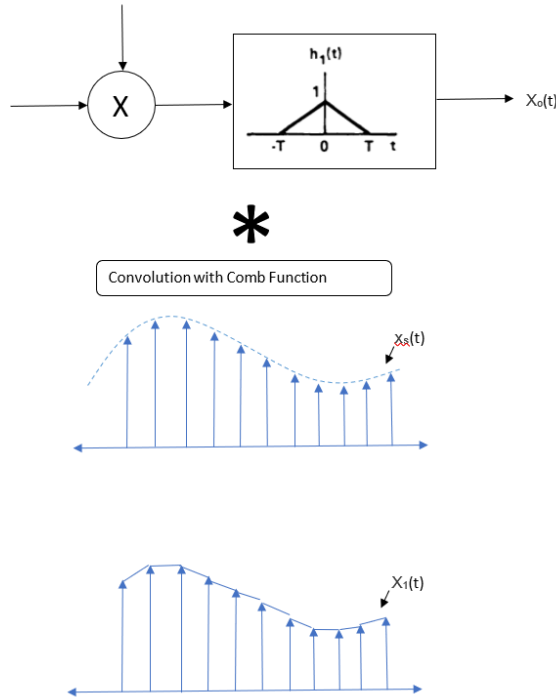 h₁(t)
X
1
X₀(t)
-T 0 T t
*
Convolution with Comb Function
xs(t)
X₁(t)